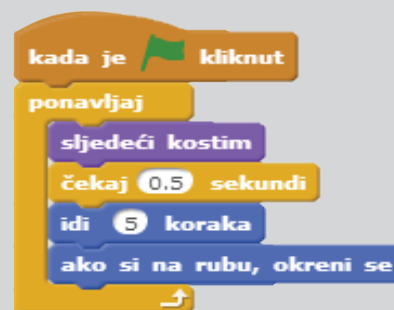 kada je kliknut
ponavljaj
sljedeći kostim
čekaj 0.5 sekundi
idi 5 koraka
ako si na rubu, okreni se